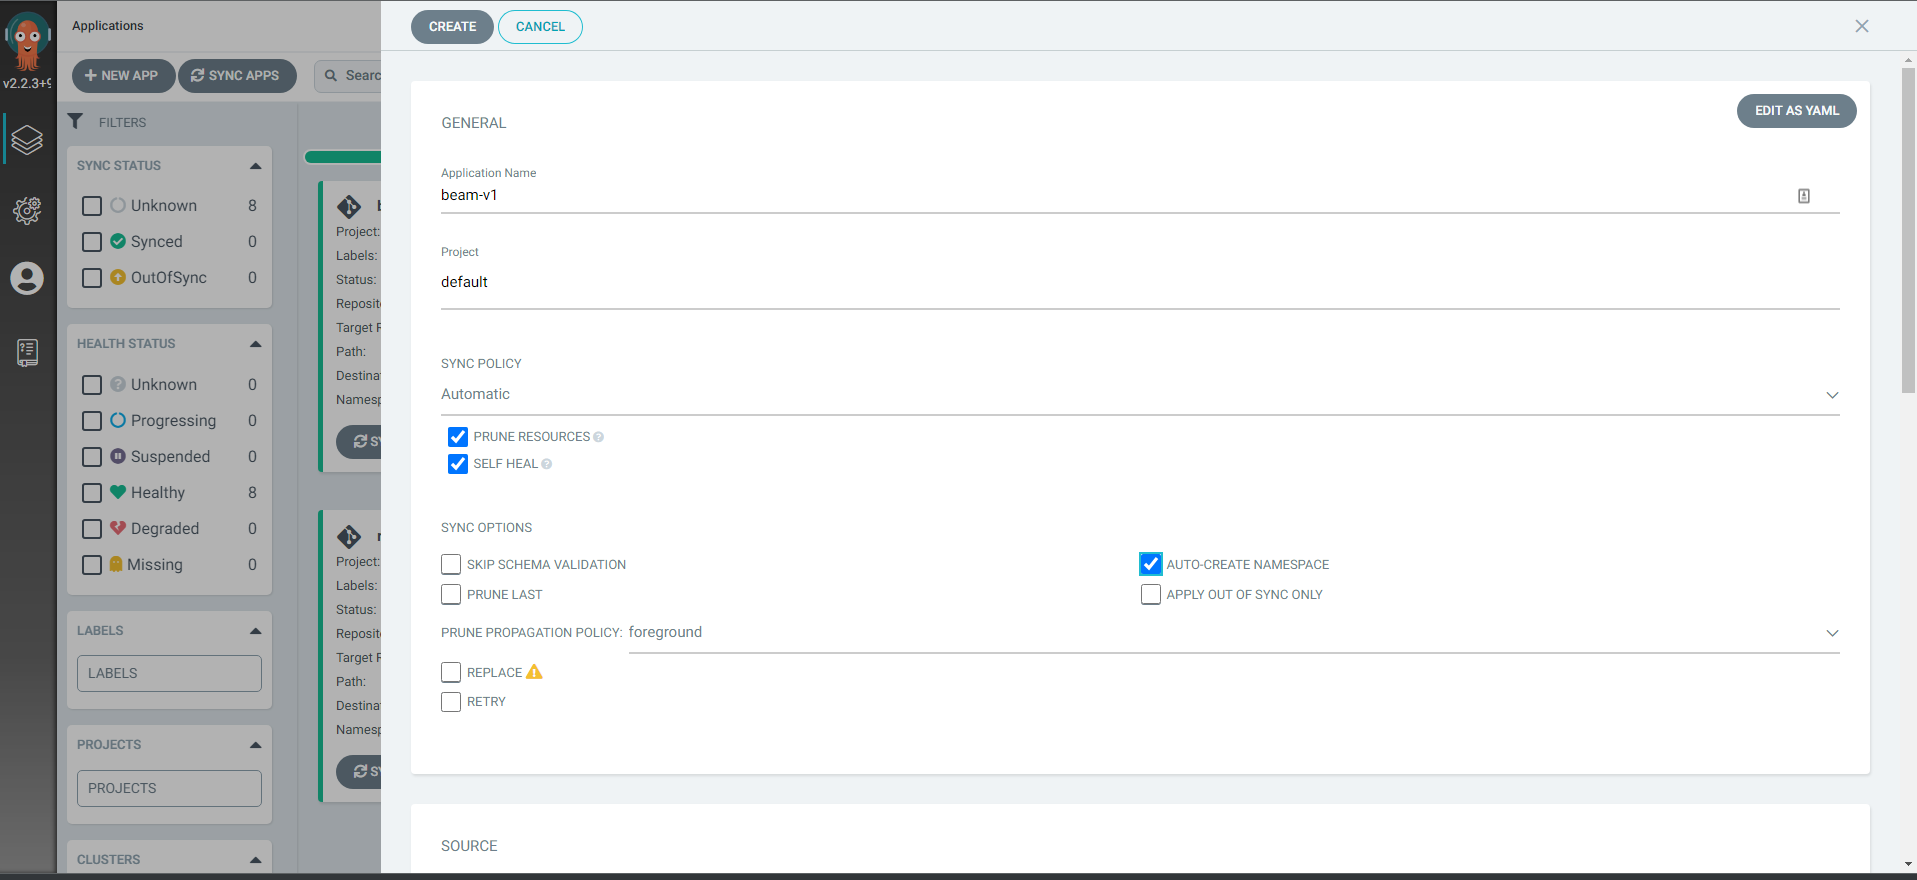 Applications
CREATE
CANCEL
v2.2.3+9
NEW APP
SYNC APPS
Searc
FILTERS
SYNC STATUS
Unknown 8
Synced 0
OutOfSync 0
HEALTH STATUS
Unknown 0
Progressing 0
Suspended 0
Healthy 8
Degraded 0
Missing 0
LABELS
LABELS
PROJECTS
PROJECTS
CLUSTERS
Project:
Labels:
Status:
Reposit
Target R
Path:
Destina
Namesp
SY
Project:
Labels:
Status:
Reposit
Target R
Path:
Destina
Namesp
SY
GENERAL
EDIT AS YAML
Application Name
beam-v1
Project
default
SYNC POLICY
Automatic
PRUNE RESOURCES
SELF HEAL
SYNC OPTIONS
SKIP SCHEMA VALIDATION
AUTO-CREATE NAMESPACE
PRUNE LAST
APPLY OUT OF SYNC ONLY
PRUNE PROPAGATION POLICY: foreground
REPLACE
RETRY
SOURCE